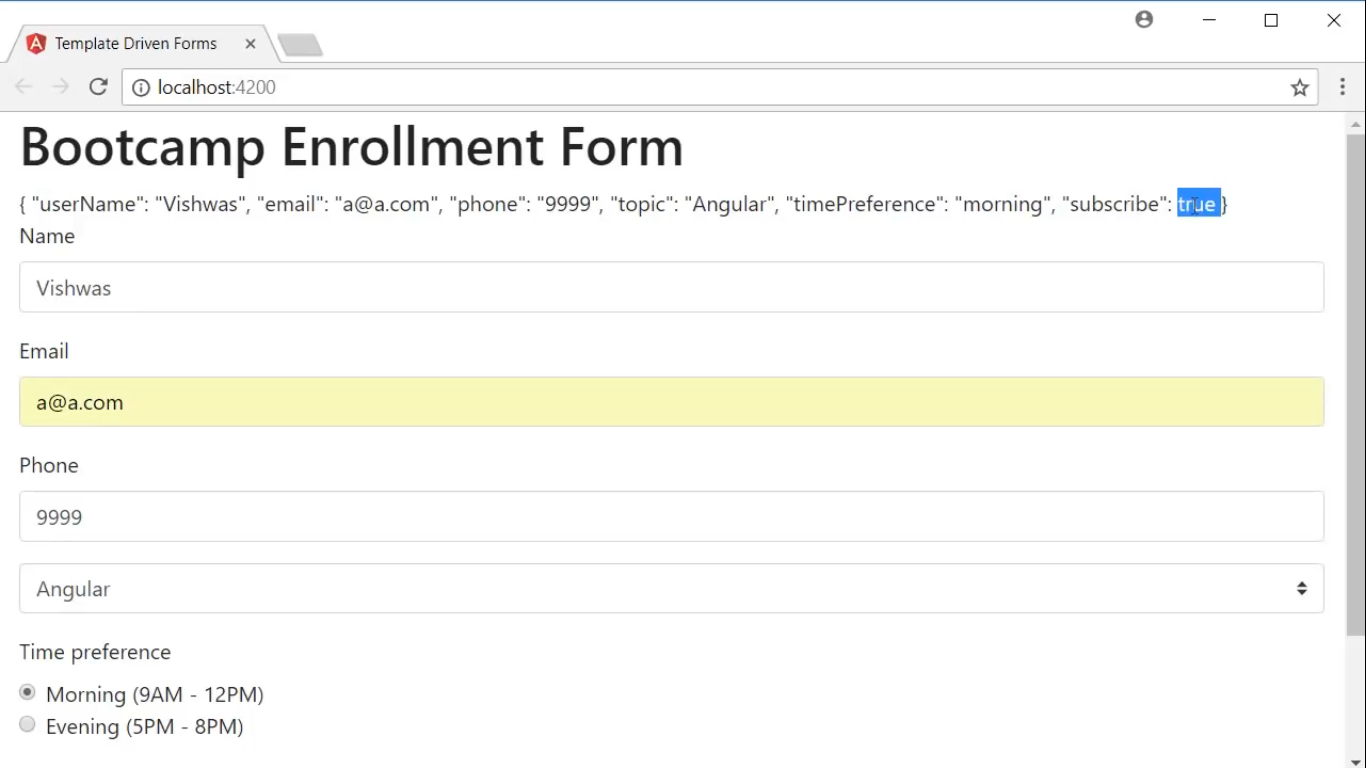 Template Driven Forms
localhost:4200
Bootcamp Enrollment Form
{ "userName": "Vishwas", "email": "a@a.com", "phone": "9999", "topic": "Angular", "timePreference": "morning", "subscribe": true }
Name
Vishwas
Email
a@a.com
Phone
9999
Angular
Time preference
Morning (9AM - 12PM)
Evening (5PM - 8PM)